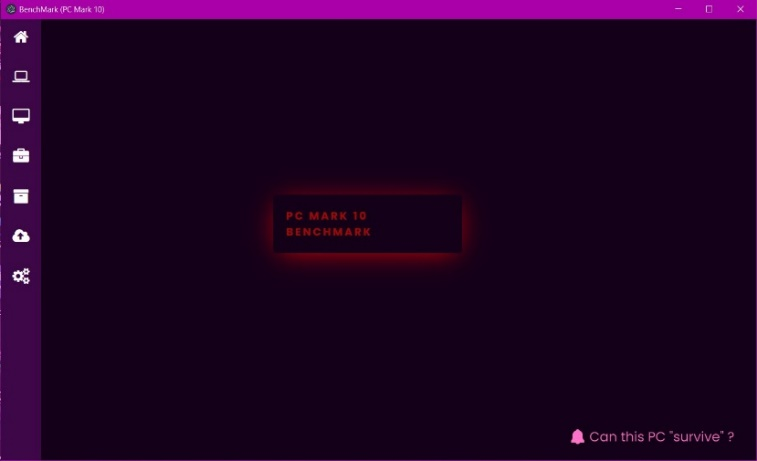 BenchMark (PC Mark 10)
PC MARK 10
BENCHMARK
Can this PC "survive" ?